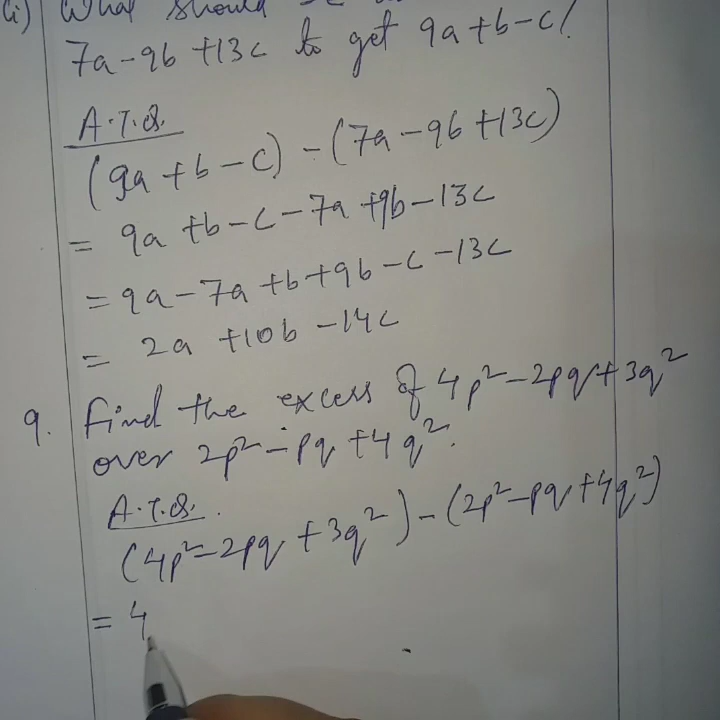 (i) What should
7a-9b+13c to get 9a+b-c?
A.T.Q.
(9a+b-c) - (7a-9b+13c)
= 9a+b-c-7a+9b-13c
= 9a-7a+b+9b-c-13c
= 2a +10b -14c
9. Find the excess of 4p²-2pq+3q²
over 2p²-pq+4q².
A.T.Q.
(4p²-2pq+3q²)-(2p²-pq+4q²)
= 4